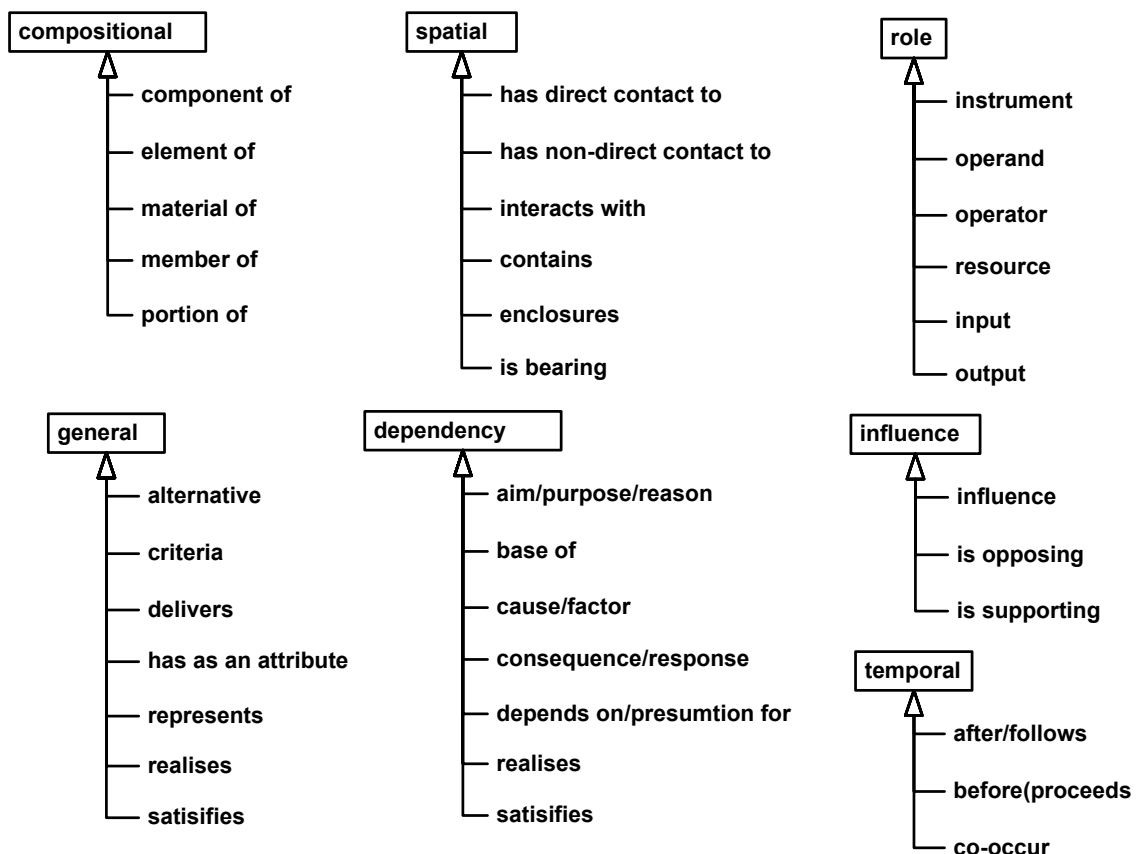 compositional
component of
element of
material of
member of
portion of
spatial
has direct contact to
has non-direct contact to
interacts with
contains
enclosures
is bearing
role
instrument
operand
operator
resource
input
output
general
alternative
criteria
delivers
has as an attribute
represents
realises
satisifies
dependency
aim/purpose/reason
base of
cause/factor
consequence/response
depends on/presumtion for
realises
satisifies
influence
influence
is opposing
is supporting
temporal
after/follows
before(proceeds
co-occur